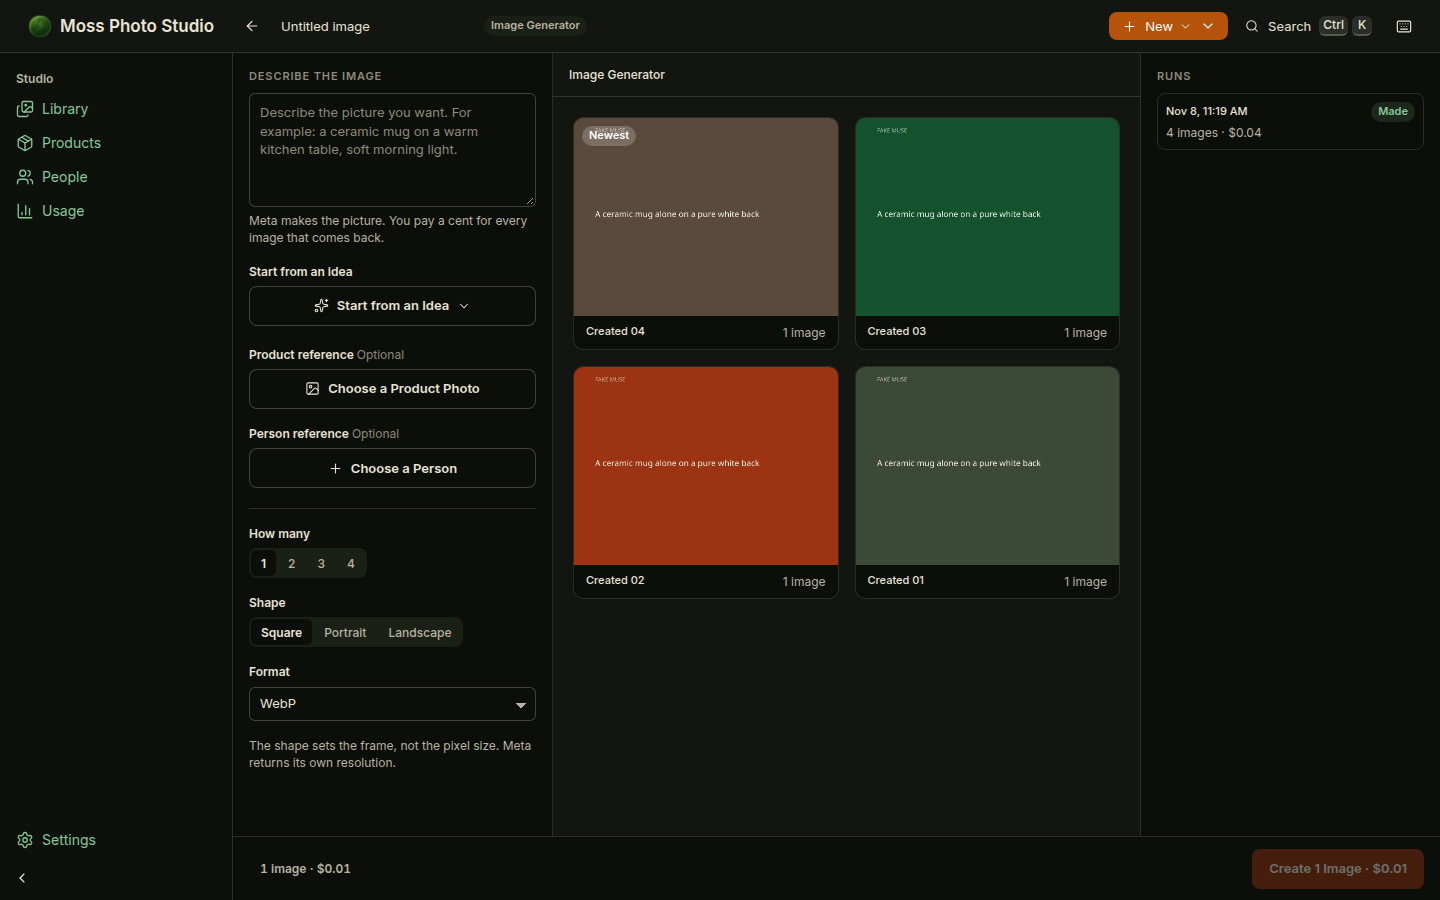 Moss Photo Studio
Untitled image
Image Generator
New
Search
Ctrl
K
Studio
Library
Products
People
Usage
Settings
DESCRIBE THE IMAGE
Describe the picture you want. For
example: a ceramic mug on a warm
kitchen table, soft morning light.
Meta makes the picture. You pay a cent for every
image that comes back.
Start from an idea
Start from an Idea
Product reference Optional
Choose a Product Photo
Person reference Optional
Choose a Person
How many
1 2 3 4
Shape
Square Portrait Landscape
Format
WebP
The shape sets the frame, not the pixel size. Meta
returns its own resolution.
Image Generator
FAKE MUSE
Newest
A ceramic mug alone on a pure white back
Created 04
1 image
FAKE MUSE
A ceramic mug alone on a pure white back
Created 03
1 image
FAKE MUSE
A ceramic mug alone on a pure white back
Created 02
1 image
FAKE MUSE
A ceramic mug alone on a pure white back
Created 01
1 image
RUNS
Nov 8, 11:19 AM
Made
4 images · $0.04
1 image · $0.01
Create 1 Image · $0.01